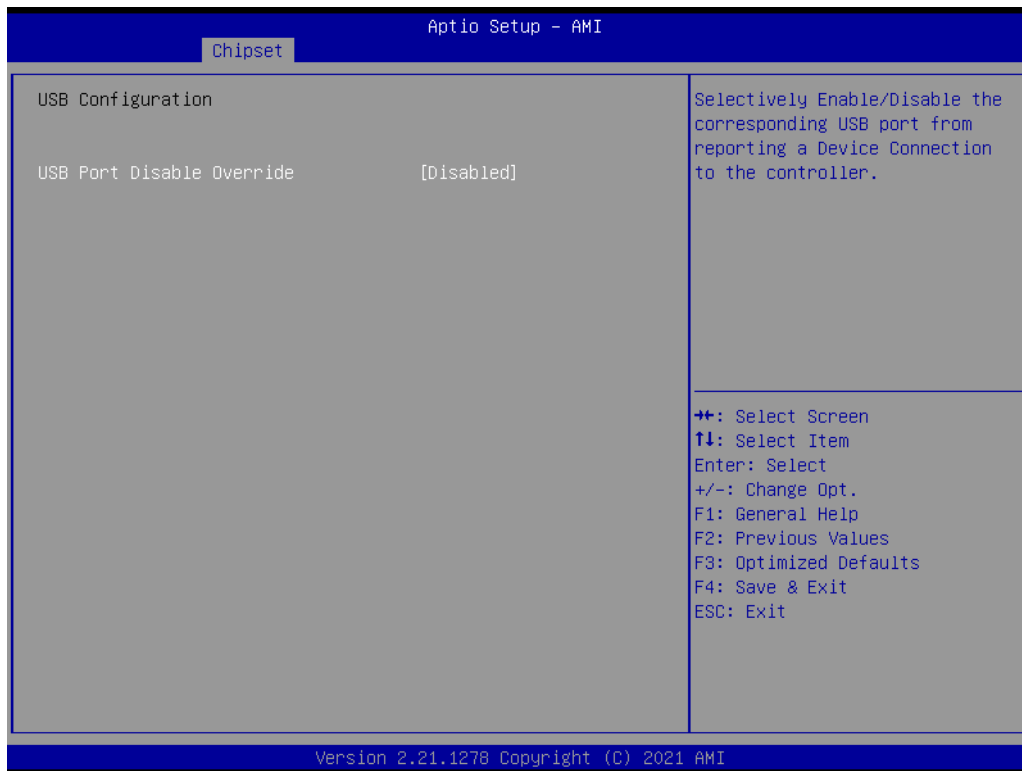 Aptio Setup – AMI
Chipset
USB Configuration
USB Port Disable Override [Disabled]
Selectively Enable/Disable the
corresponding USB port from
reporting a Device Connection
to the controller.
→←: Select Screen
↑↓: Select Item
Enter: Select
+/-: Change Opt.
F1: General Help
F2: Previous Values
F3: Optimized Defaults
F4: Save & Exit
ESC: Exit
Version 2.21.1278 Copyright (C) 2021 AMI